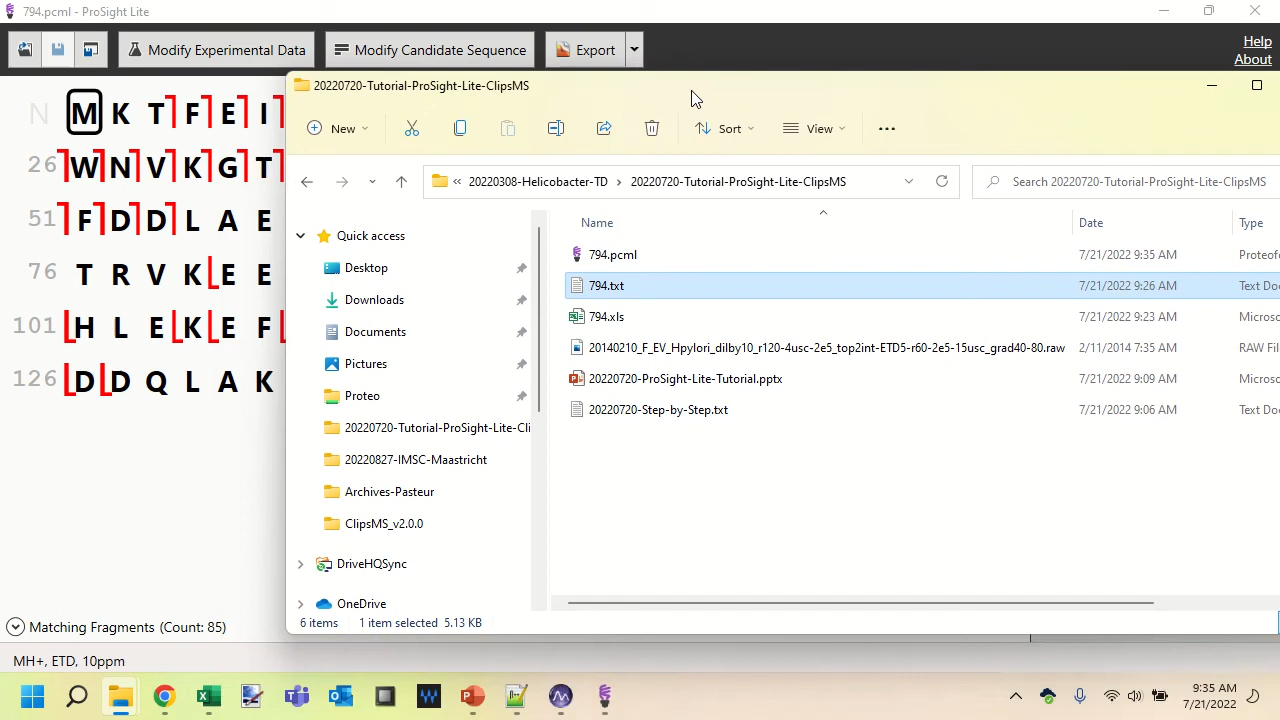 794.pcml - ProSight Lite
Modify Experimental Data
Modify Candidate Sequence
Export
Help
About
N M K T F E I
26 W N V K G T
51 F D D L A E
76 T R V K E E
101 H L E K E F
126 D D Q L A K
20220720-Tutorial-ProSight-Lite-ClipsMS
New
Sort
View
« 20220308-Helicobacter-TD > 20220720-Tutorial-ProSight-Lite-ClipsMS
Search 20220720-Tutorial-ProSight-Lite-ClipsMS
Name Date Type
794.pcml 7/21/2022 9:35 AM Proteofo
794.txt 7/21/2022 9:26 AM Text Do
794.xls 7/21/2022 9:23 AM Microso
20140210_F_EV_Hpylori_dilby10_r120-4usc-2e5_top2int-ETD5-r60-2e5-15usc_grad40-80.raw 2/11/2014 7:35 AM RAW Fil
20220720-ProSight-Lite-Tutorial.pptx 7/21/2022 9:09 AM Microso
20220720-Step-by-Step.txt 7/21/2022 9:06 AM Text Do
Quick access
Desktop
Downloads
Documents
Pictures
Proteo
20220720-Tutorial-ProSight-Lite-Cli
20220827-IMSC-Maastricht
Archives-Pasteur
ClipsMS_v2.0.0
DriveHQSync
OneDrive
6 items 1 item selected 5.13 KB
Matching Fragments (Count: 85)
MH+, ETD, 10ppm
9:35 AM
7/21/2022